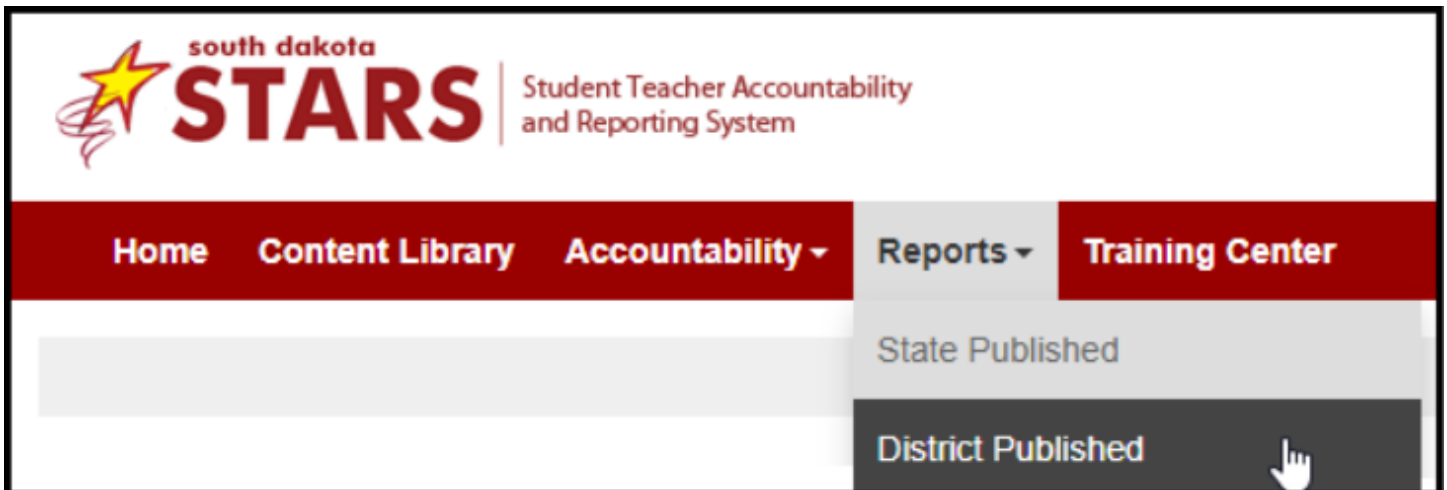 south dakota
STARS
Student Teacher Accountability
and Reporting System
Home Content Library Accountability Reports Training Center
State Published
District Published